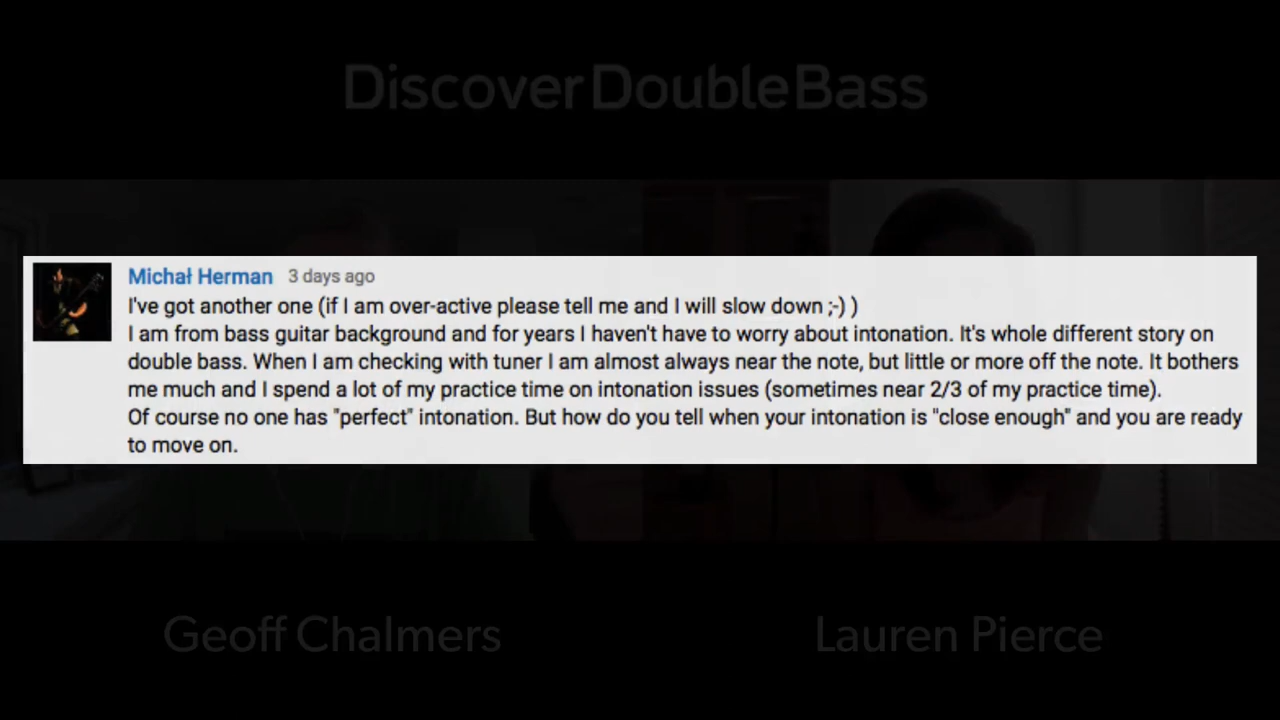 DiscoverDoubleBass
Michał Herman 3 days ago
I've got another one (if I am over-active please tell me and I will slow down ;-) )
I am from bass guitar background and for years I haven't have to worry about intonation. It's whole different story on
double bass. When I am checking with tuner I am almost always near the note, but little or more off the note. It bothers
me much and I spend a lot of my practice time on intonation issues (sometimes near 2/3 of my practice time).
Of course no one has "perfect" intonation. But how do you tell when your intonation is "close enough" and you are ready
to move on.
Geoff Chalmers
Lauren Pierce